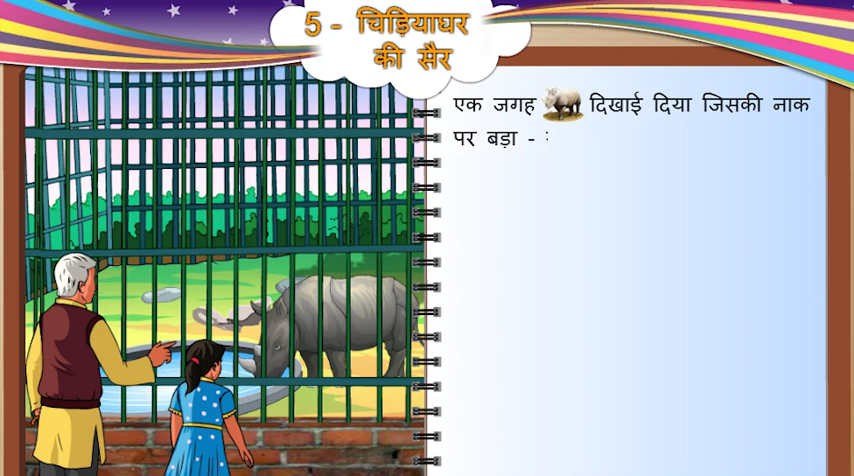 5 - चिड़ियाघर
की सैर
एक जगह दिखाई दिया जिसकी नाक
पर बड़ा -